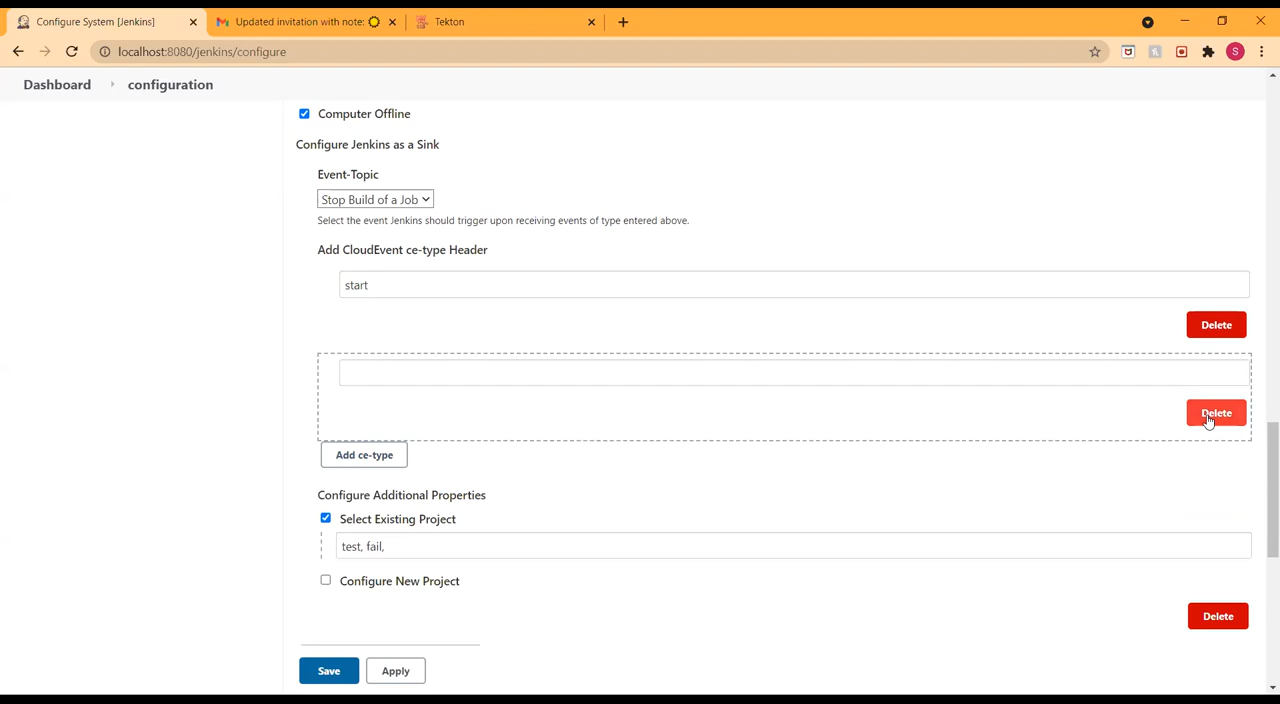 Configure System [Jenkins]
Updated invitation with note:
Tekton
localhost:8080/jenkins/configure
S
Dashboard
configuration
Computer Offline
Configure Jenkins as a Sink
Event-Topic
Stop Build of a Job
Select the event Jenkins should trigger upon receiving events of type entered above.
Add CloudEvent ce-type Header
start
Delete
Delete
Add ce-type
Configure Additional Properties
Select Existing Project
test, fail,
Configure New Project
Delete
Save
Apply